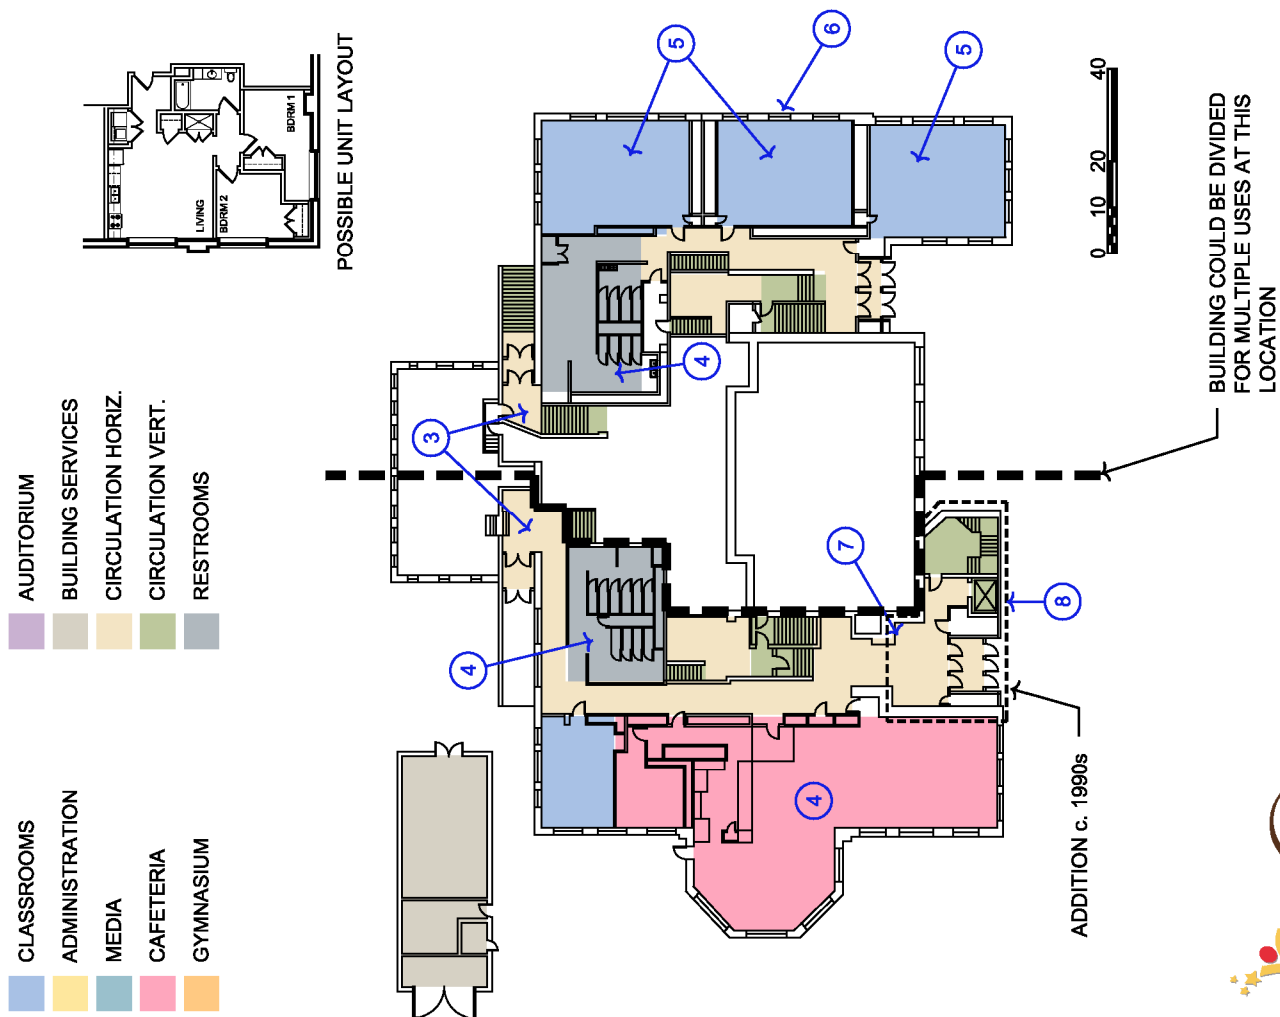 CLASSROOMS
ADMINISTRATION
MEDIA
CAFETERIA
GYMNASIUM
AUDITORIUM
BUILDING SERVICES
CIRCULATION HORIZ.
CIRCULATION VERT.
RESTROOMS
LIVING
BDRM 2
BDRM 1
POSSIBLE UNIT LAYOUT
3
4
4
4
5
5
6
7
8
0 10 20 40
ADDITION c. 1990s
BUILDING COULD BE DIVIDED
FOR MULTIPLE USES AT THIS
LOCATION